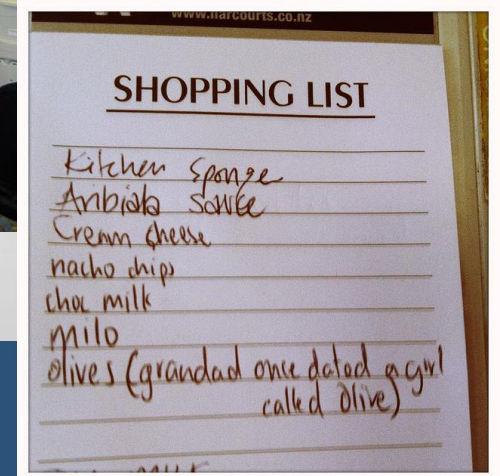 www.harcourts.co.nz
SHOPPING LIST
Kitchen Sponge
Aribiata Sauce
Cream cheese
nacho chips
choc milk
milo
olives (grandad once dated a girl
called Olive)